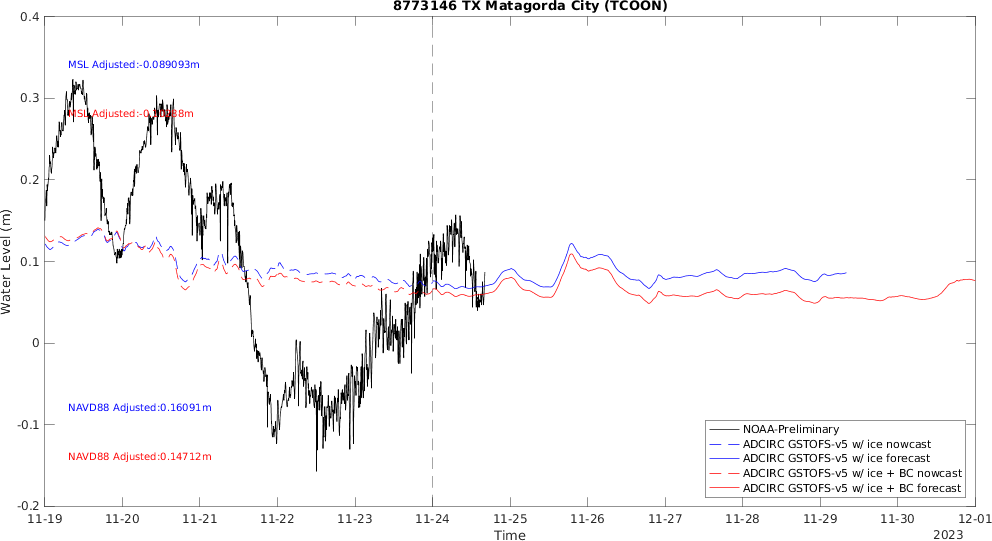 8773146 TX Matagorda City (TCOON)
0.4
0.3
0.2
0.1
0
-0.1
-0.2
Water Level (m)
MSL Adjusted:-0.089093m
MSL Adjusted:
NAVD88 Adjusted:0.16091m
NAVD88 Adjusted:0.14712m
NOAA-Preliminary
ADCIRC GSTOFS-v5 w/ ice nowcast
ADCIRC GSTOFS-v5 w/ ice forecast
ADCIRC GSTOFS-v5 w/ ice + BC nowcast
ADCIRC GSTOFS-v5 w/ ice + BC forecast
11-19 11-20 11-21 11-22 11-23 11-24 11-25 11-26 11-27 11-28 11-29 11-30 12-01
Time
2023